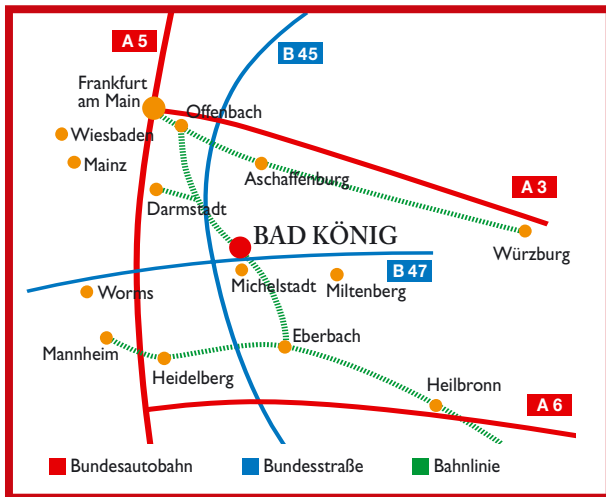 A 5
B 45
Frankfurt
am Main
Offenbach
Wiesbaden
Mainz
Aschaffenburg
A 3
Darmstadt
BAD KÖNIG
Würzburg
B 47
Michelstadt
Miltenberg
Worms
Eberbach
Mannheim
Heidelberg
Heilbronn
A 6
Bundesautobahn
Bundesstraße
Bahnlinie